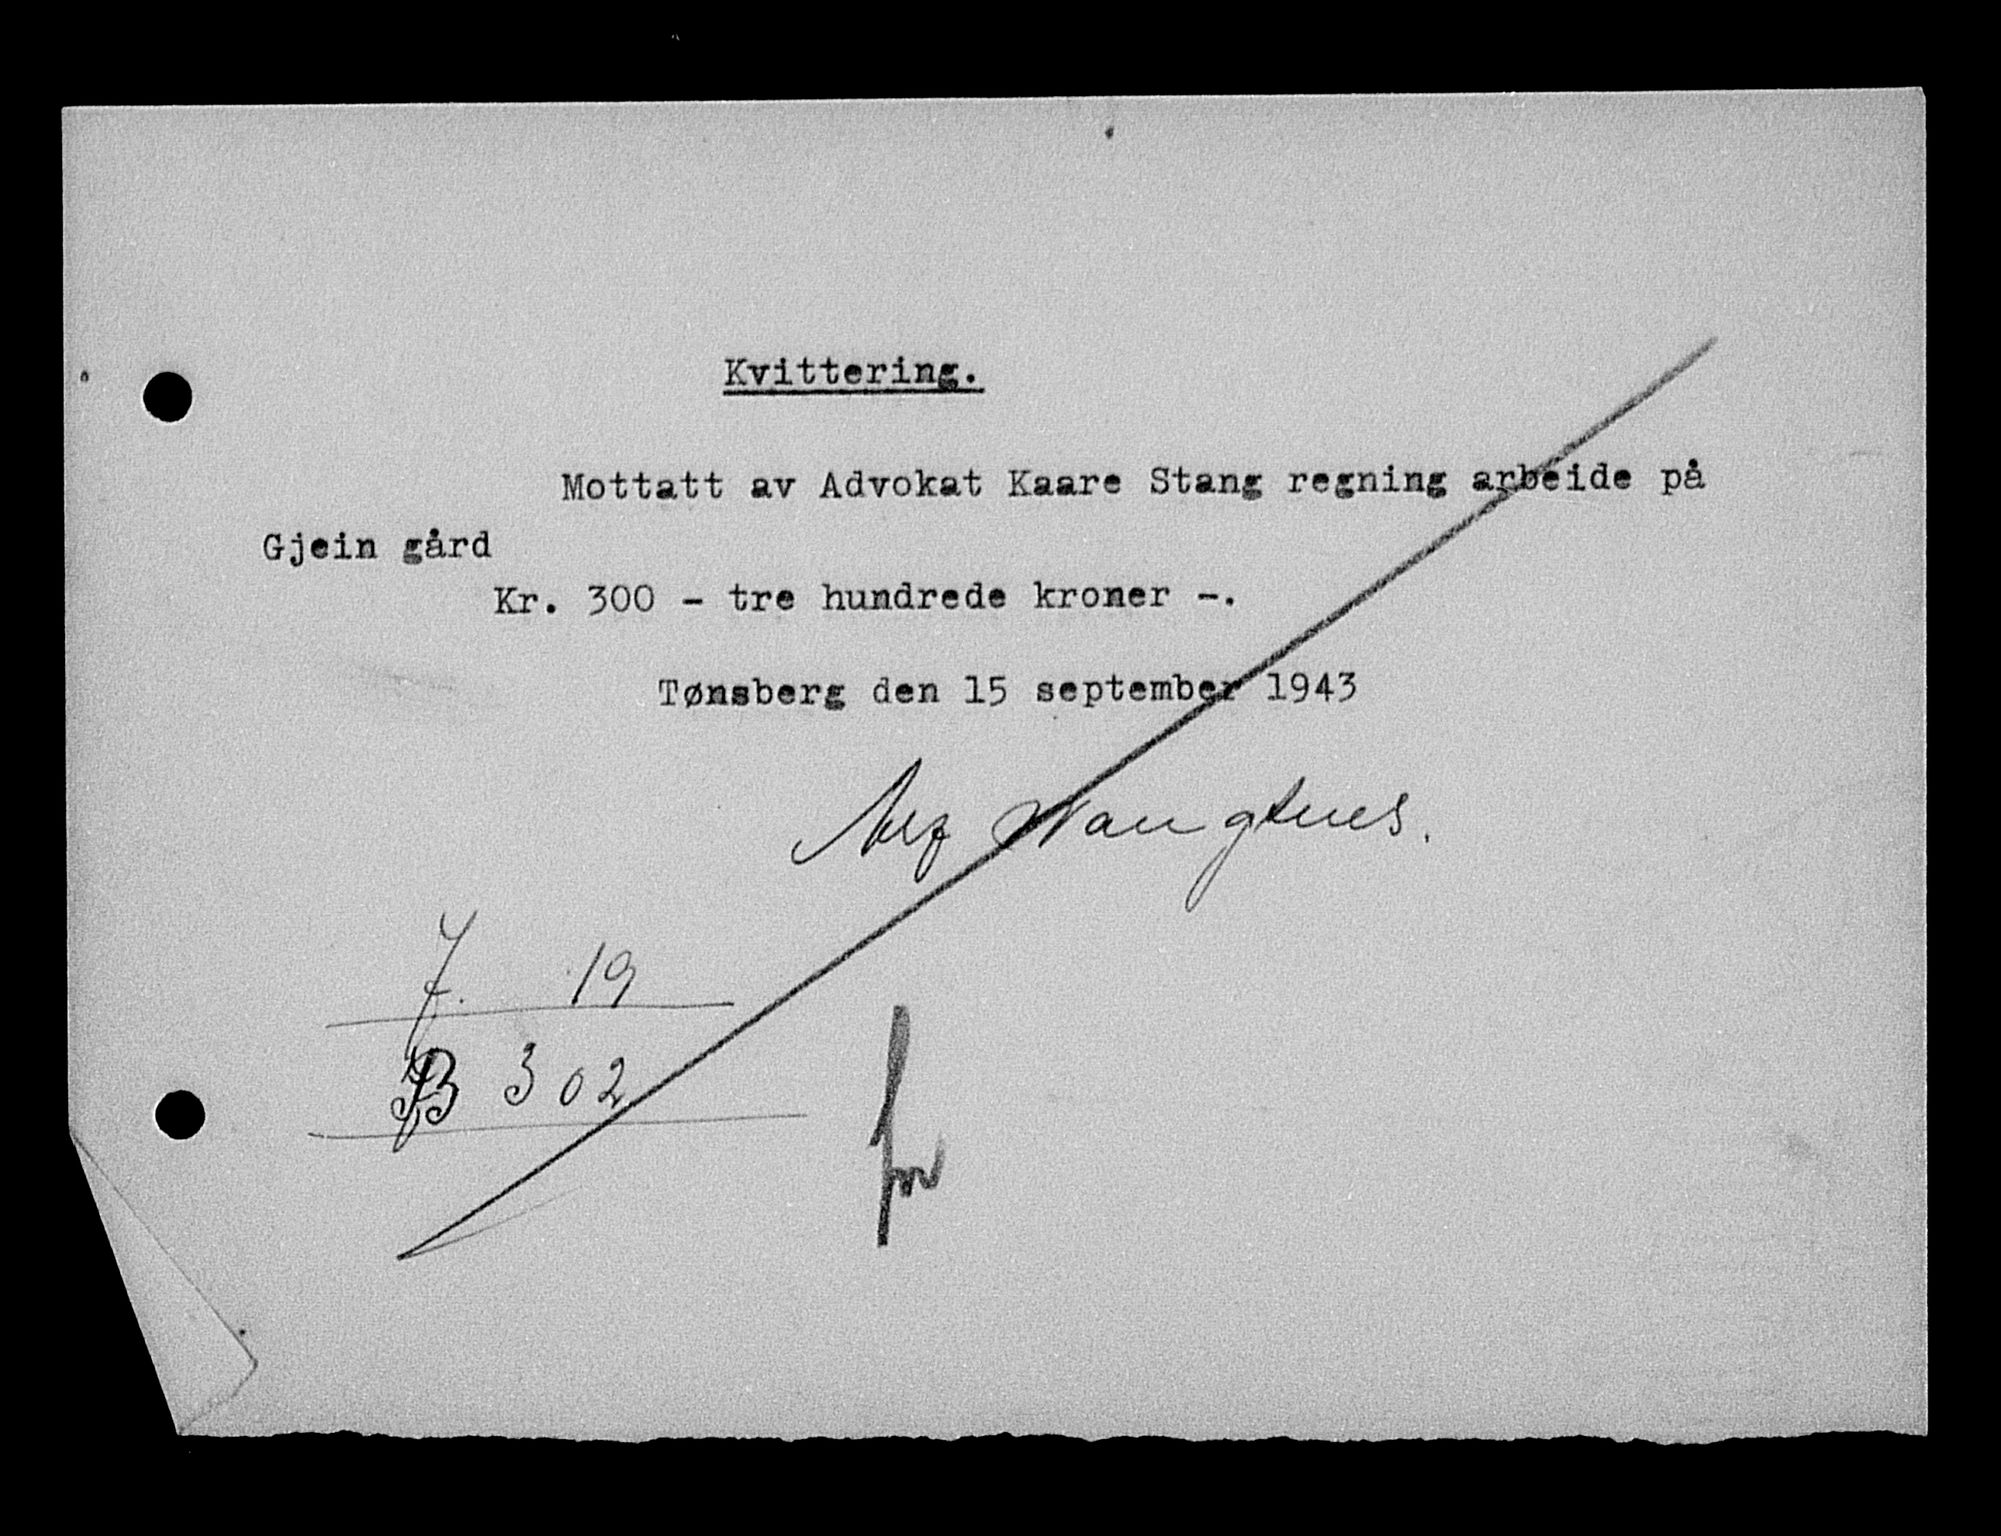 Kvittering.
Mottatt av Advokat Kaare Stang regning arbeide på
Gjein gård
Kr. 300 - tre hundrede kroner -.
Tønsberg den 15 september 1943
J. 19
B 302